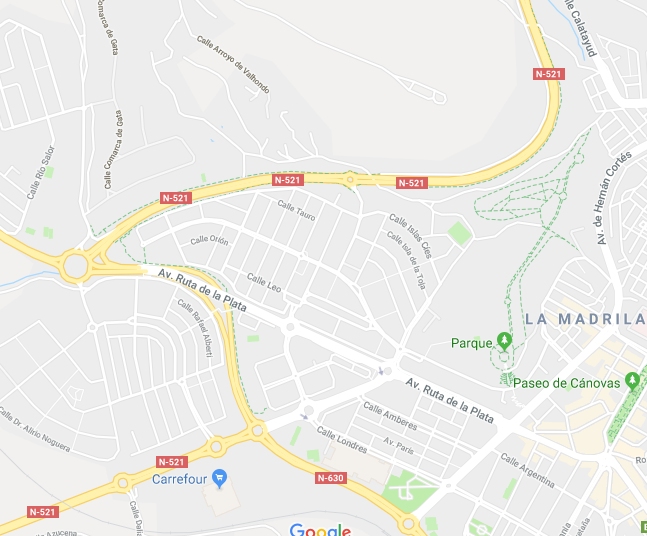 Comarca de Gata
Calle Arroyo de Valhondo
Calle Calatayud
N-521
Calle Comarca de Gata
Calle Río Salor
Av. de Hernán Cortés
N-521
N-521
N-521
Calle Tauro
Calle Islas Cíes
Calle Isla de la Toja
Calle Orión
Calle Leo
Av. Ruta de la Plata
Calle Rafael Alberti
LA MADRILA
Parque
Paseo de Cánovas
Av. Ruta de la Plata
Calle Dr. Alirio Noguera
Calle Amberes
Calle Londres
Av. París
Calle Argentina
Ro
N-521
Carrefour
N-630
N-521
Calle Azucena
Calle Dalia
Google